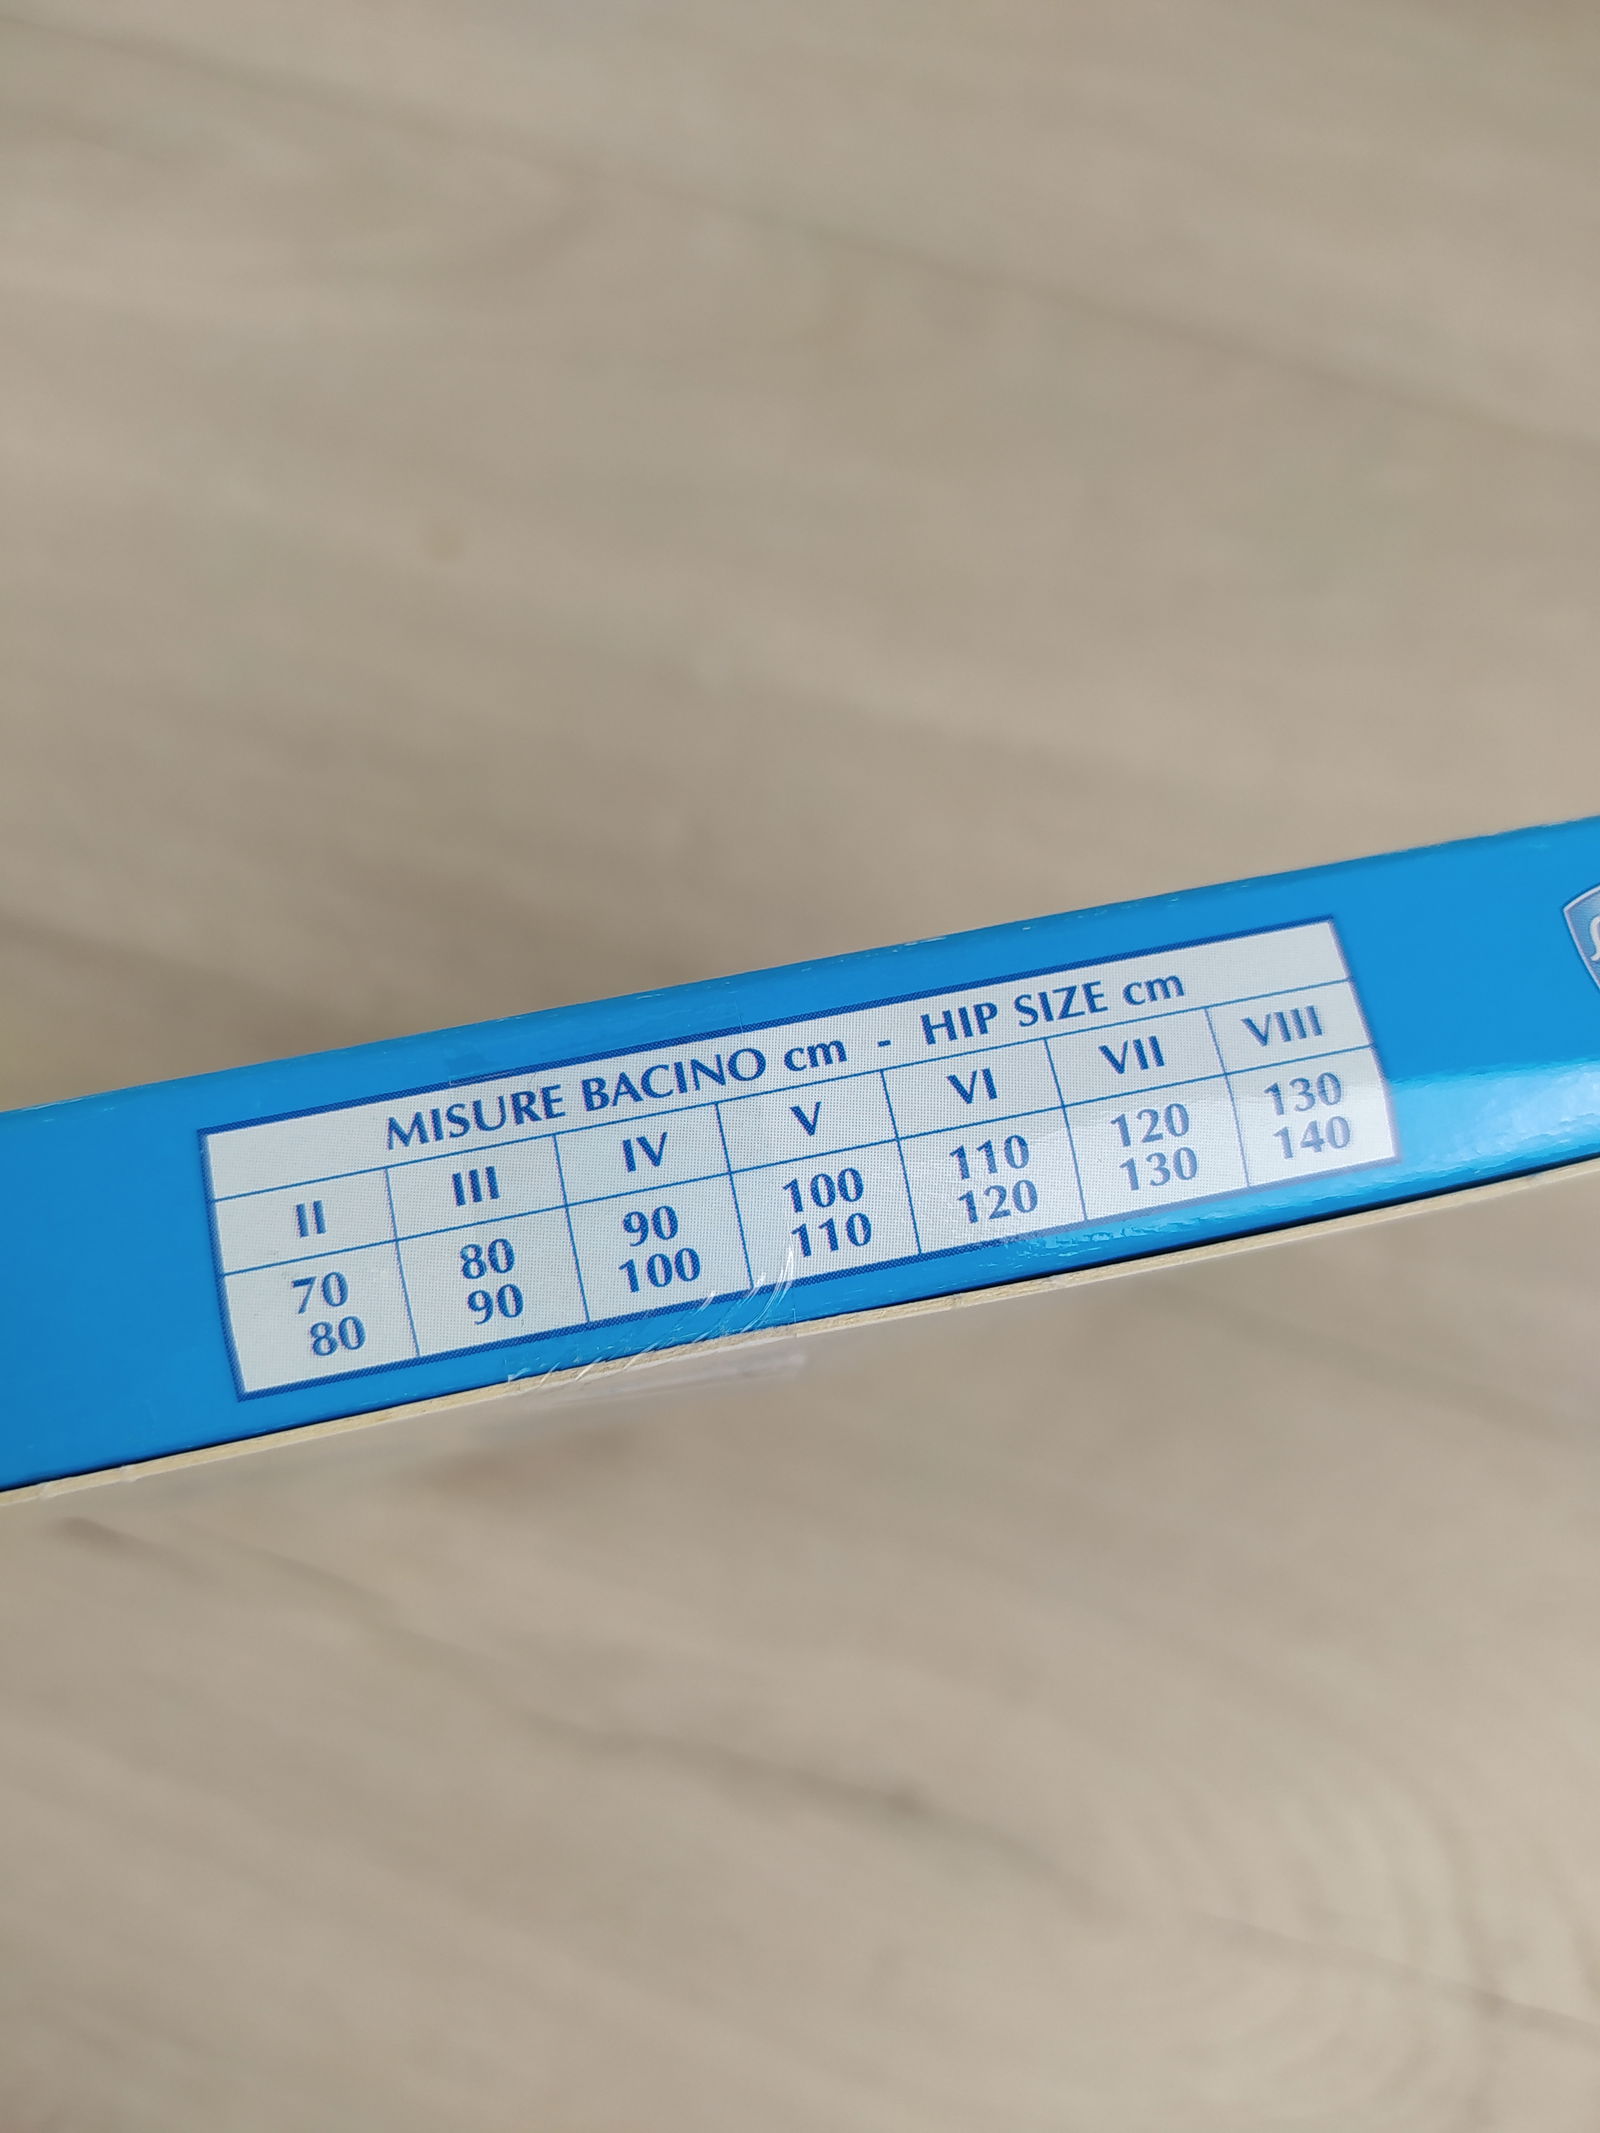 MISURE BACINO cm - HIP SIZE cm
II III IV V VI VII VIII
70 80 90 100 110 120 130
80 90 100 110 120 130 140